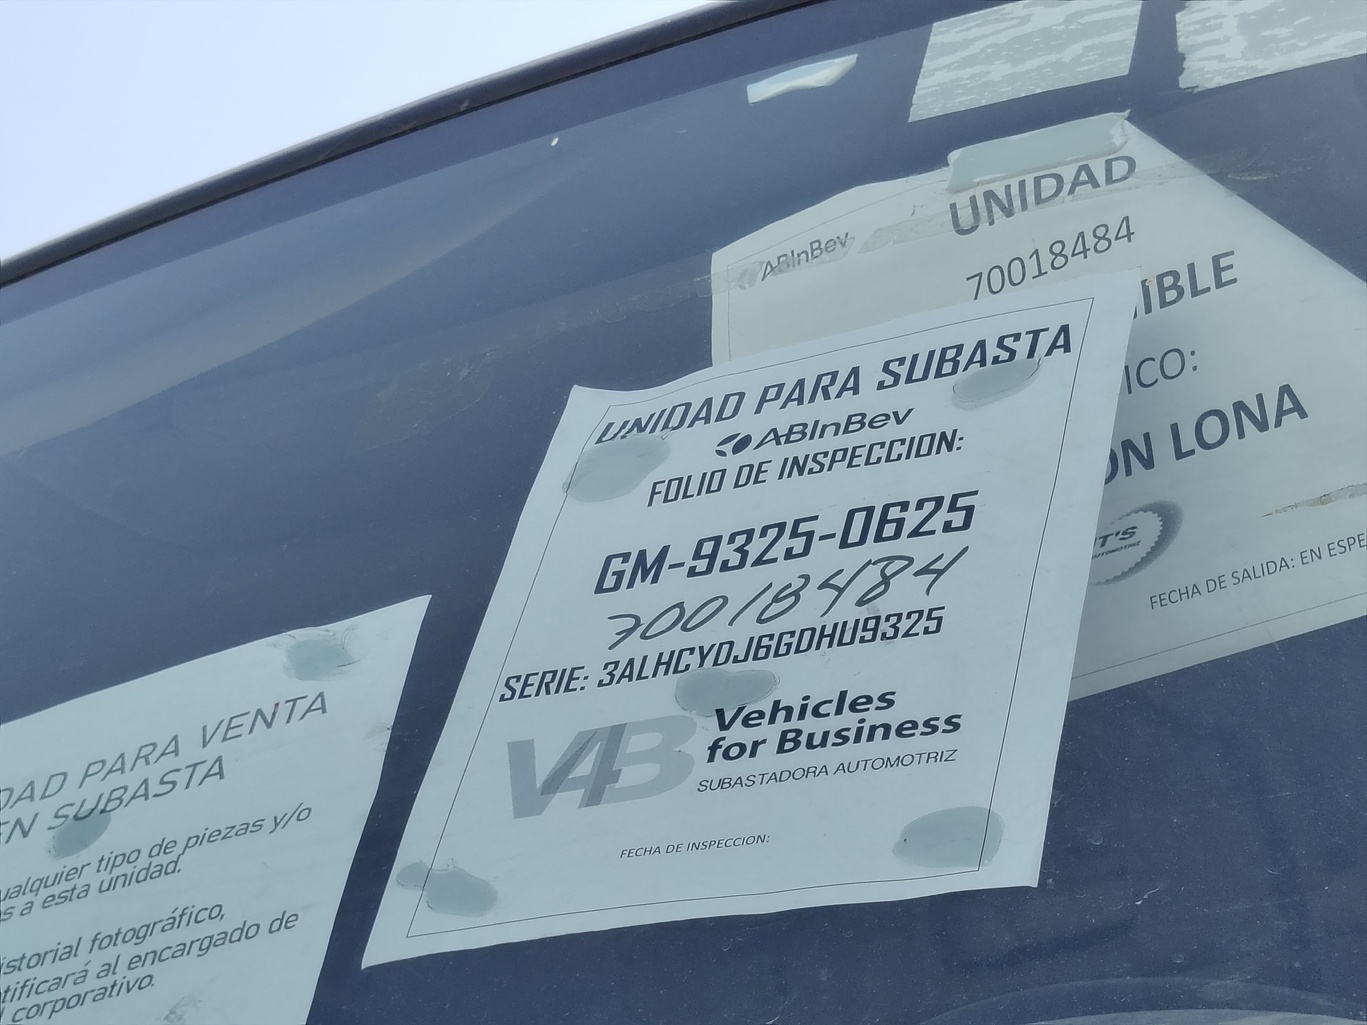 UNIDAD
ABInBev
70018484
IBLE
ICO:
ON LONA
T'S
AUTOMOTRIZ
FECHA DE SALIDA: EN ESPE
UNIDAD PARA SUBASTA
ABInBev
FOLIO DE INSPECCION:
GM-9325-0625
70018484
SERIE: 3ALHCYDJ6GDHU9325
V4B
Vehicles
for Business
SUBASTADORA AUTOMOTRIZ
FECHA DE INSPECCION:
DAD PARA VENTA
EN SUBASTA
ualquier tipo de piezas y/o
s a esta unidad.
istorial fotográfico,
tificará al encargado de
l corporativo.